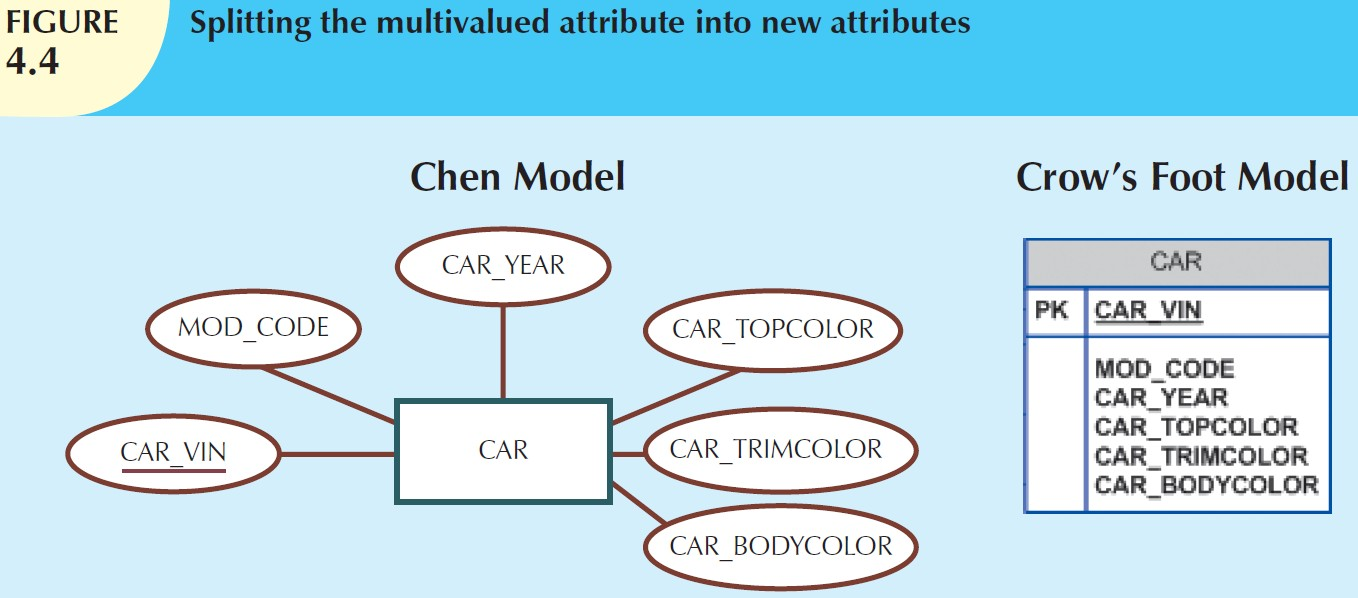 FIGURE
4.4
Splitting the multivalued attribute into new attributes
Chen Model
CAR_YEAR
MOD_CODE
CAR_TOPCOLOR
CAR_VIN
CAR
CAR_TRIMCOLOR
CAR_BODYCOLOR
Crow’s Foot Model
CAR
PK CAR_VIN
MOD_CODE
CAR_YEAR
CAR_TOPCOLOR
CAR_TRIMCOLOR
CAR_BODYCOLOR